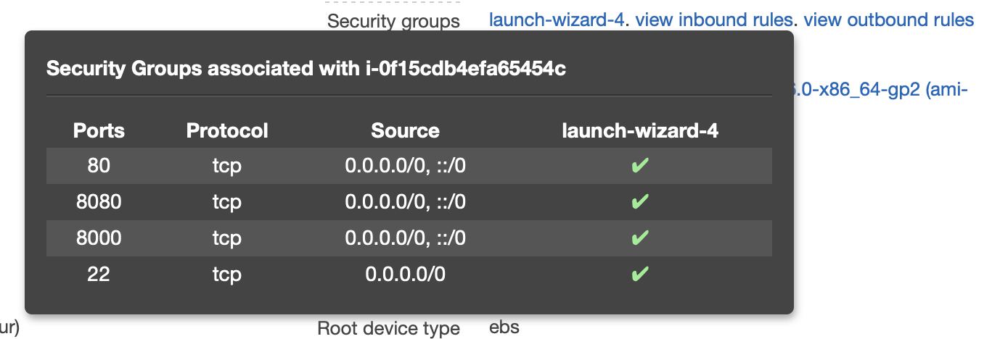 Security groups launch-wizard-4. view inbound rules. view outbound rules
Security Groups associated with i-0f15cdb4efa65454c
.0-x86_64-gp2 (ami-
Ports Protocol Source launch-wizard-4
80 tcp 0.0.0.0/0, ::/0 ✔
8080 tcp 0.0.0.0/0, ::/0 ✔
8000 tcp 0.0.0.0/0, ::/0 ✔
22 tcp 0.0.0.0/0 ✔
ur) Root device type ebs